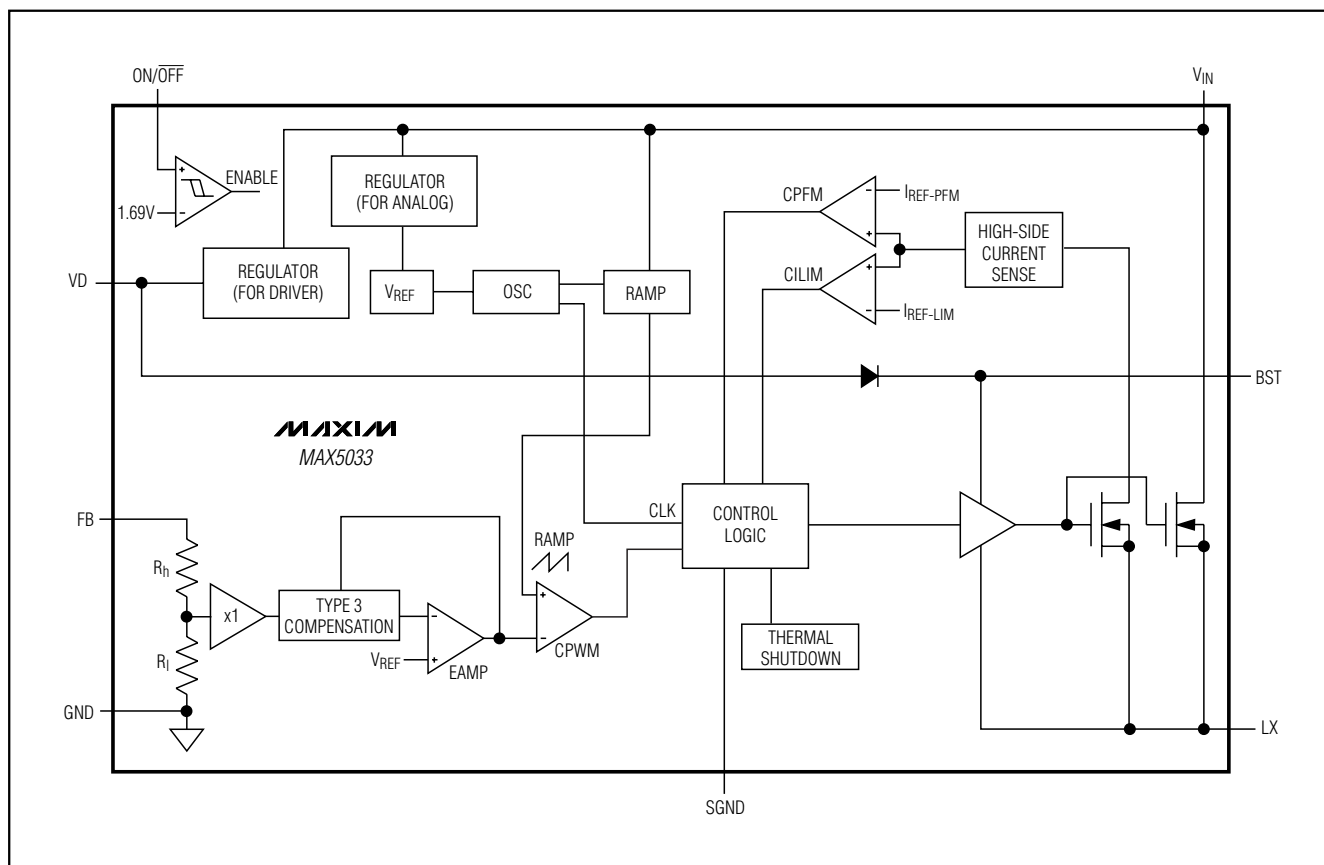 ON/OFF
VIN
ENABLE
1.69V
REGULATOR
(FOR ANALOG)
CPFM
IREF-PFM
HIGH-SIDE
CURRENT
SENSE
VD
REGULATOR
(FOR DRIVER)
VREF
OSC
RAMP
CILIM
IREF-LIM
BST
MAXIM
MAX5033
FB
CLK
CONTROL
LOGIC
RAMP
Rh
x1
TYPE 3
COMPENSATION
THERMAL
SHUTDOWN
Rl
VREF
EAMP
CPWM
GND
LX
SGND
+
-
+
-
+
-
-
+
+
-